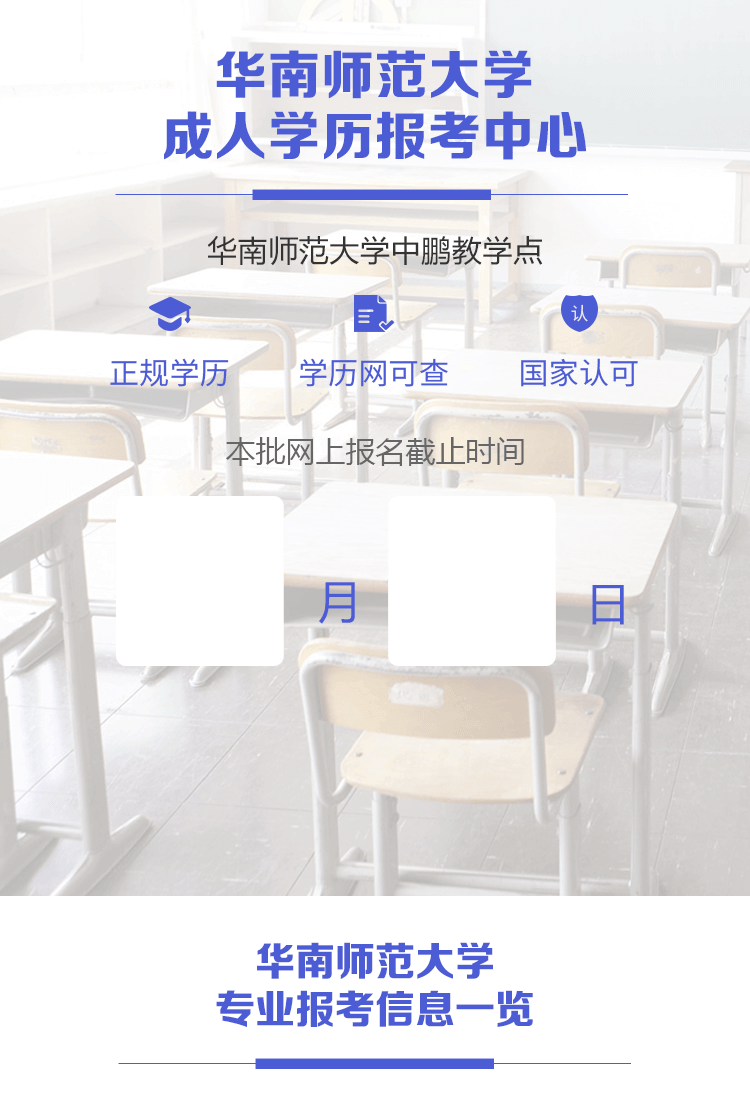 华南师范大学
成人学历报考中心
华南师范大学中鹏教学点
认
正规学历 学历网可查 国家认可
本批网上报名截止时间
月 日
华南师范大学
专业报考信息一览